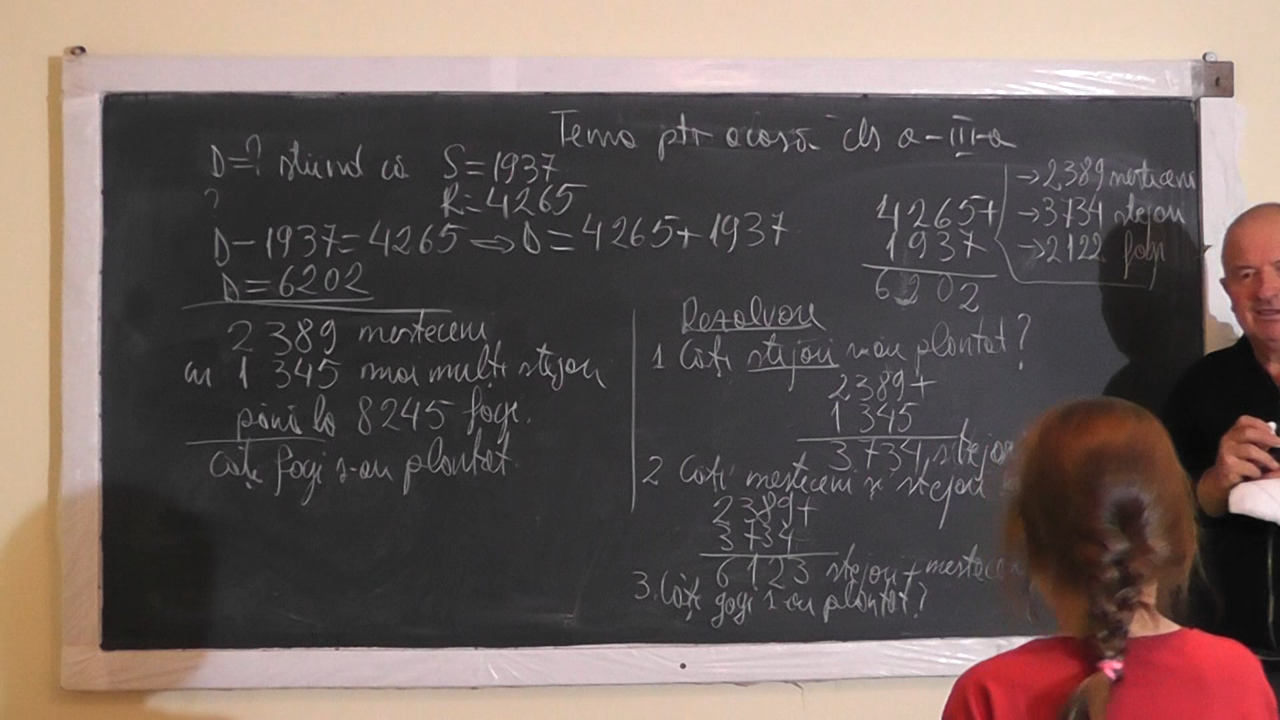 Tema ptr acasă cls a-III-a
D=? știind că S=1937
? R=4265
D-1937=4265⇒D=4265+1937
D=6202
4265+
1937
6202
→2389 mesteceni
→3734 stejari
→2122 fagi
2389 mesteceni
cu 1345 mai mulți stejari
până la 8245 fagi.
câți fagi s-au plantat.
Rezolvare
1 Câți stejari s-au plantat?
2389+
1345
3734 stejari
2 Câți mesteceni și stejari
2389+
3734
6123 stejari+mesteceni
3. Câți fagi s-au plantat?